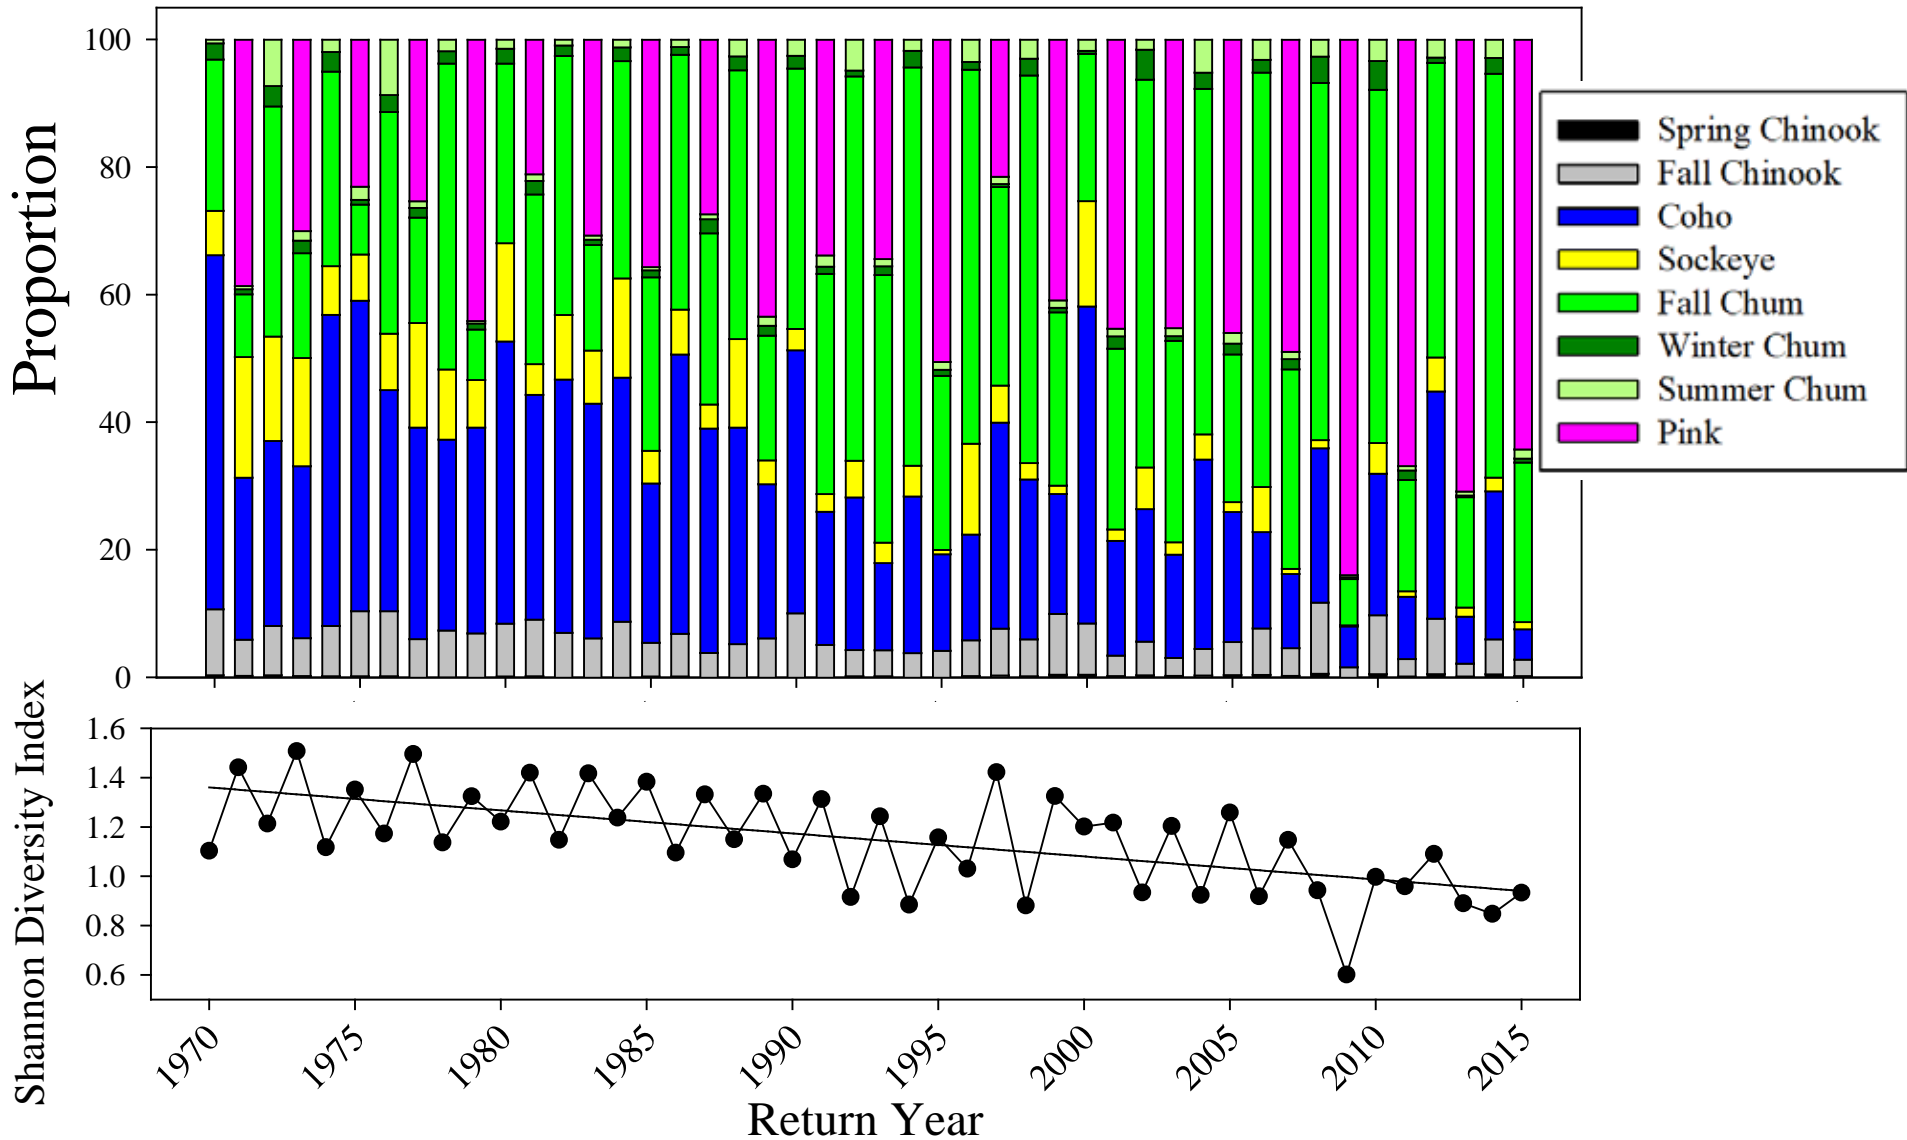 Proportion
100
80
60
40
20
0
Spring Chinook
Fall Chinook
Coho
Sockeye
Fall Chum
Winter Chum
Summer Chum
Pink
Shannon Diversity Index
1.6
1.4
1.2
1.0
0.8
0.6
1970
1975
1980
1985
1990
1995
2000
2005
2010
2015
Return Year